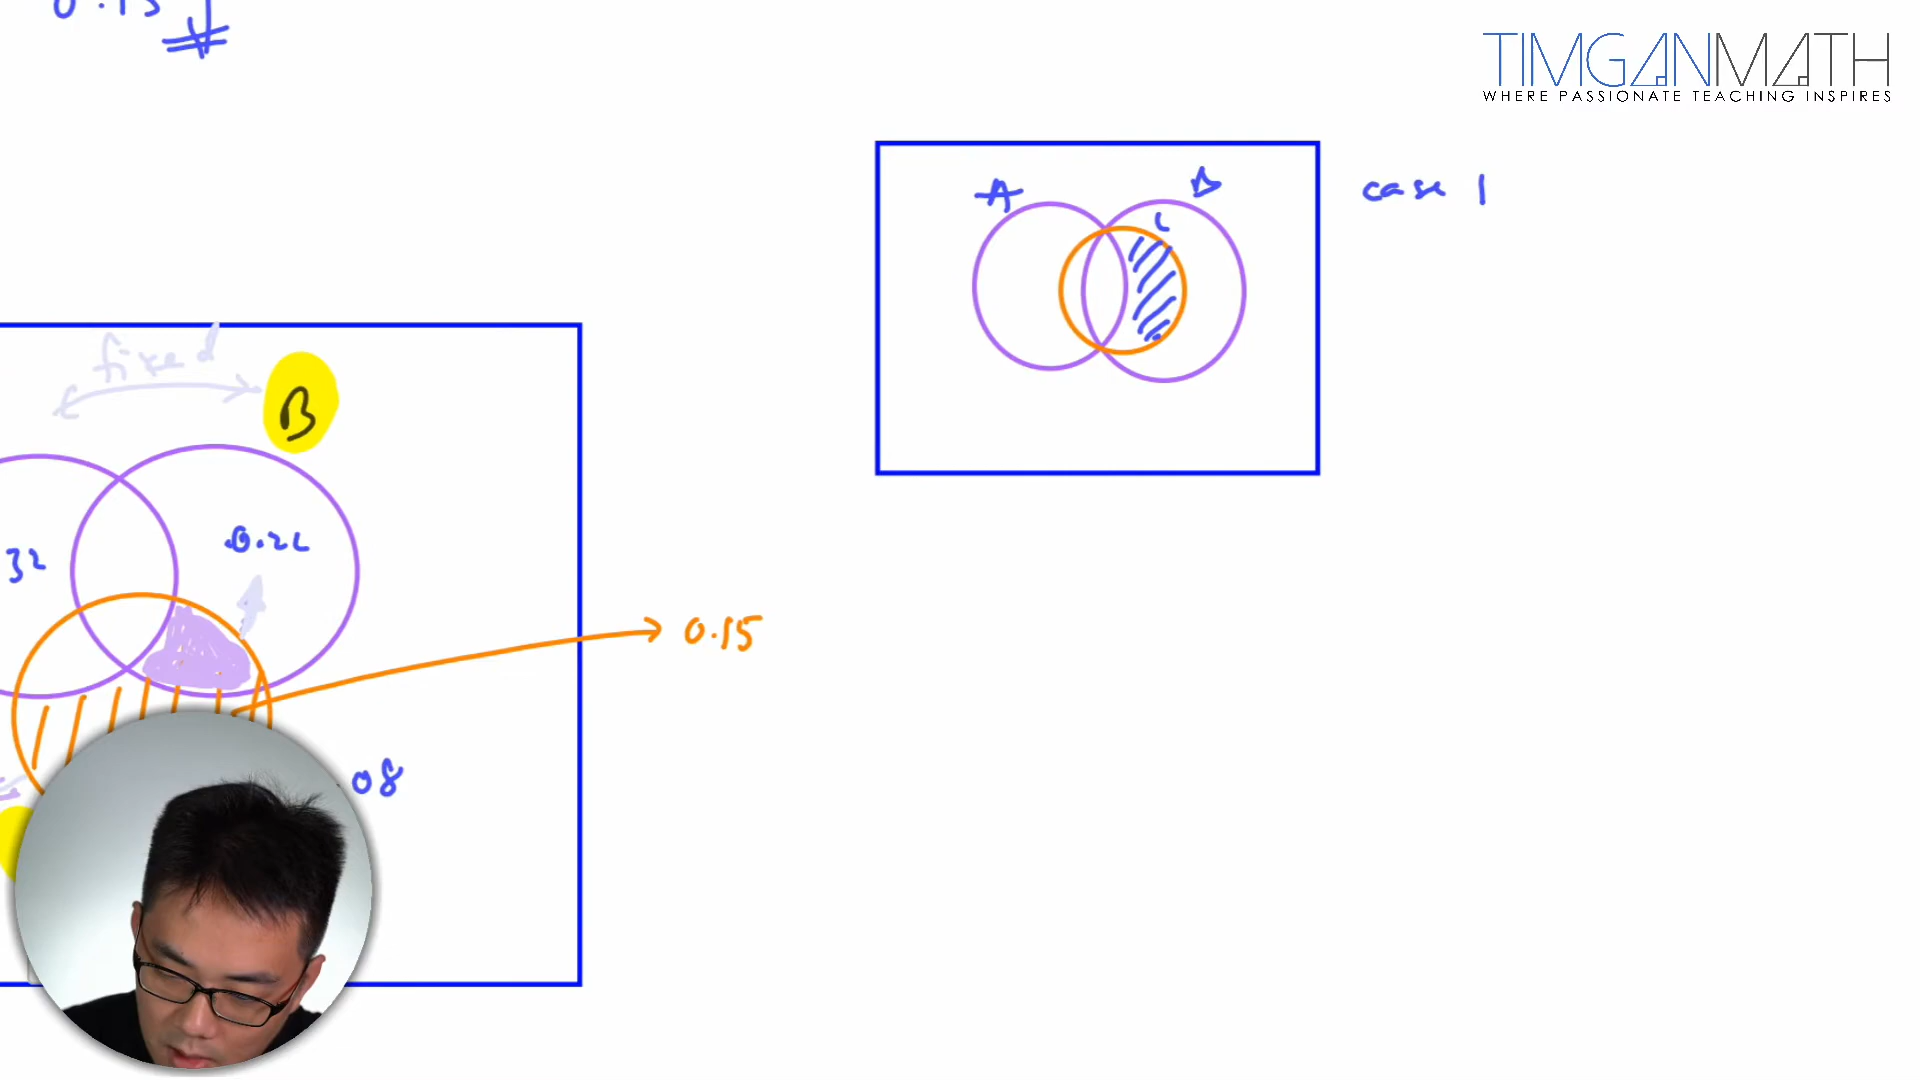 0.15
TIMGANMATH
WHERE PASSIONATE TEACHING INSPIRES
A
B
C
case 1
fixed
B
32
0.22
0.15
08